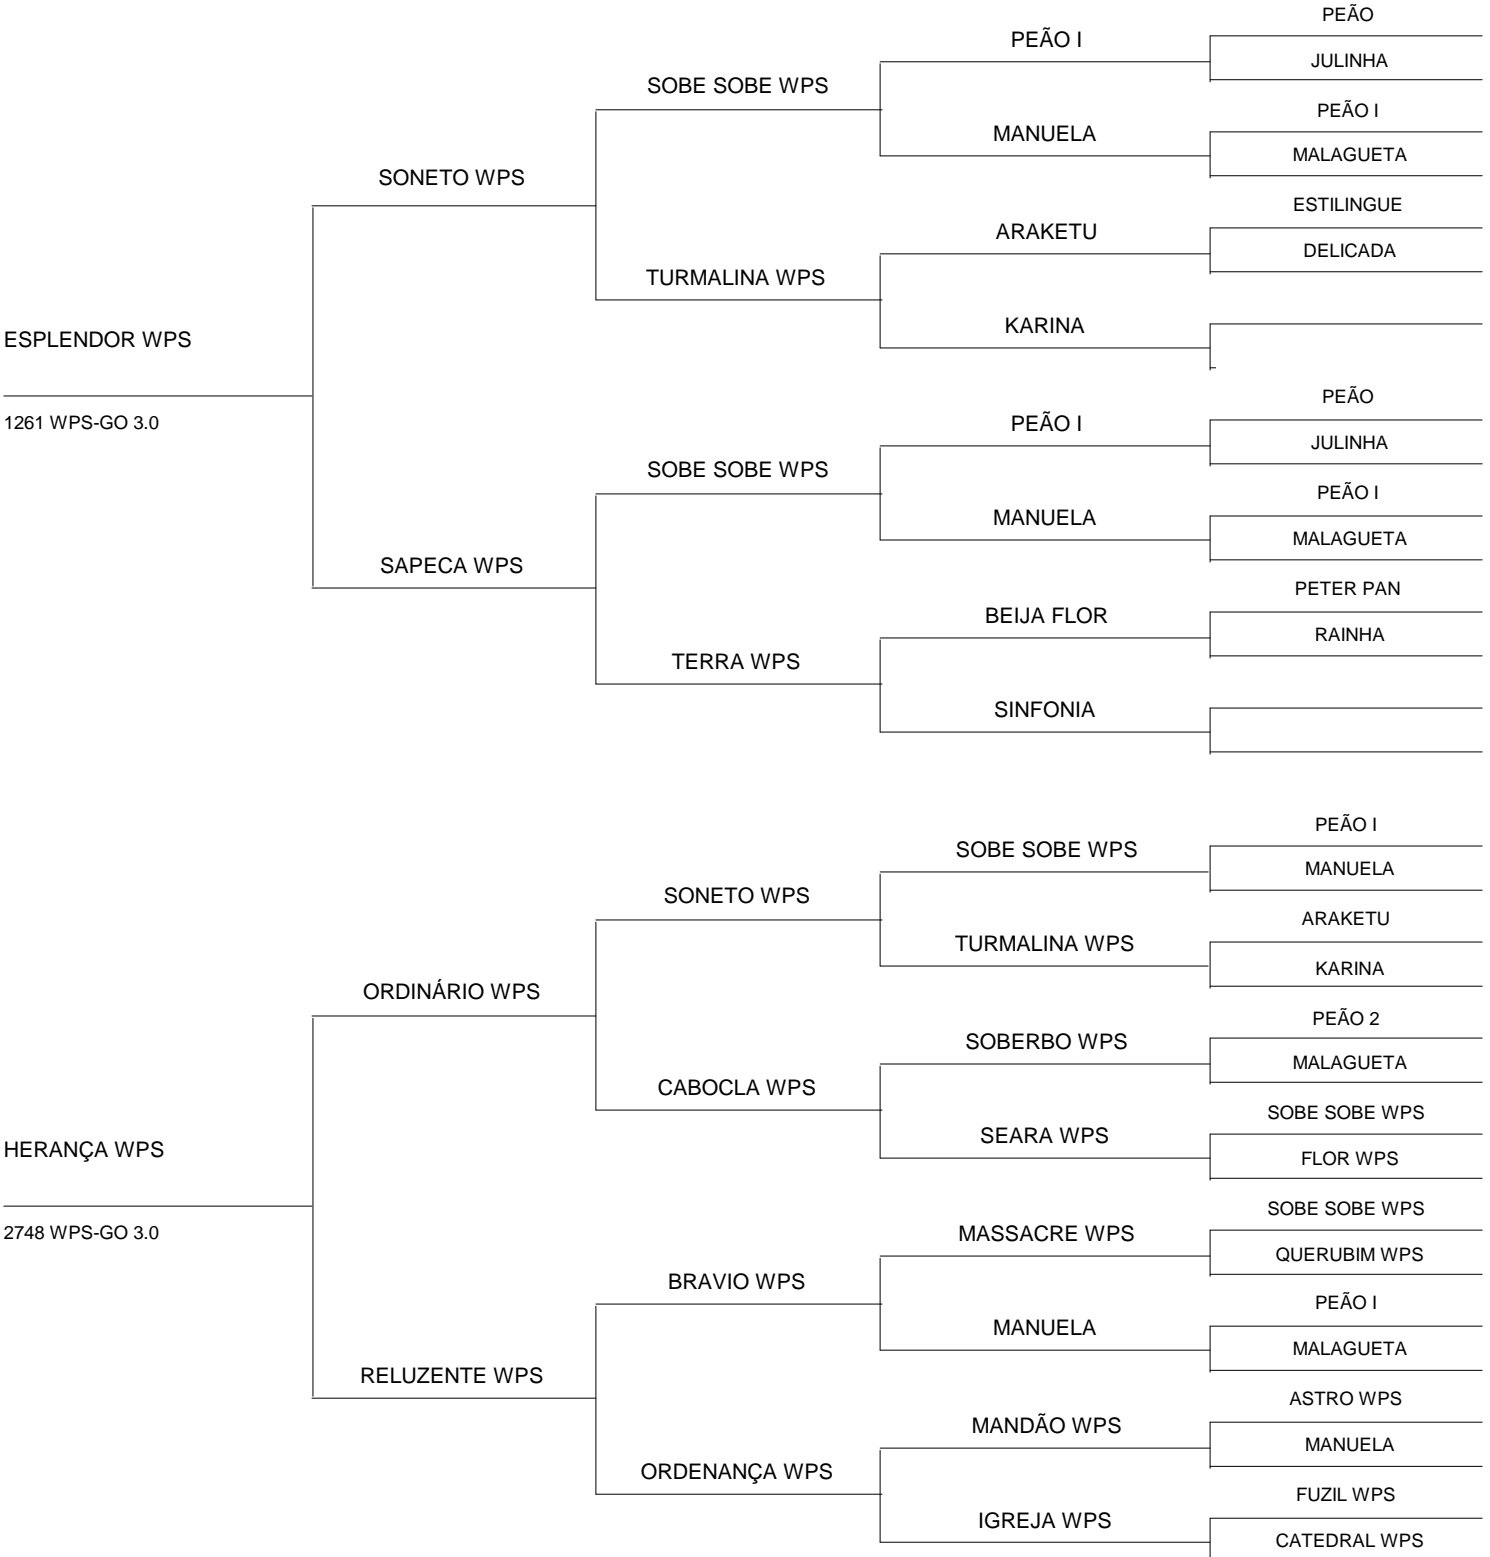 PEÃO
PEÃO I
JULINHA
SOBE SOBE WPS
PEÃO I
MANUELA
MALAGUETA
SONETO WPS
ESTILINGUE
ARAKETU
DELICADA
TURMALINA WPS
KARINA
ESPLENDOR WPS
PEÃO
1261 WPS-GO 3.0
PEÃO I
JULINHA
SOBE SOBE WPS
PEÃO I
MANUELA
MALAGUETA
SAPECA WPS
PETER PAN
BEIJA FLOR
RAINHA
TERRA WPS
SINFONIA
PEÃO I
SOBE SOBE WPS
MANUELA
SONETO WPS
ARAKETU
TURMALINA WPS
KARINA
ORDINÁRIO WPS
PEÃO 2
SOBERBO WPS
MALAGUETA
CABOCLA WPS
SOBE SOBE WPS
SEARA WPS
HERANÇA WPS
FLOR WPS
SOBE SOBE WPS
2748 WPS-GO 3.0
MASSACRE WPS
QUERUBIM WPS
BRAVIO WPS
PEÃO I
MANUELA
MALAGUETA
RELUZENTE WPS
ASTRO WPS
MANDÃO WPS
MANUELA
ORDENANÇA WPS
FUZIL WPS
IGREJA WPS
CATEDRAL WPS